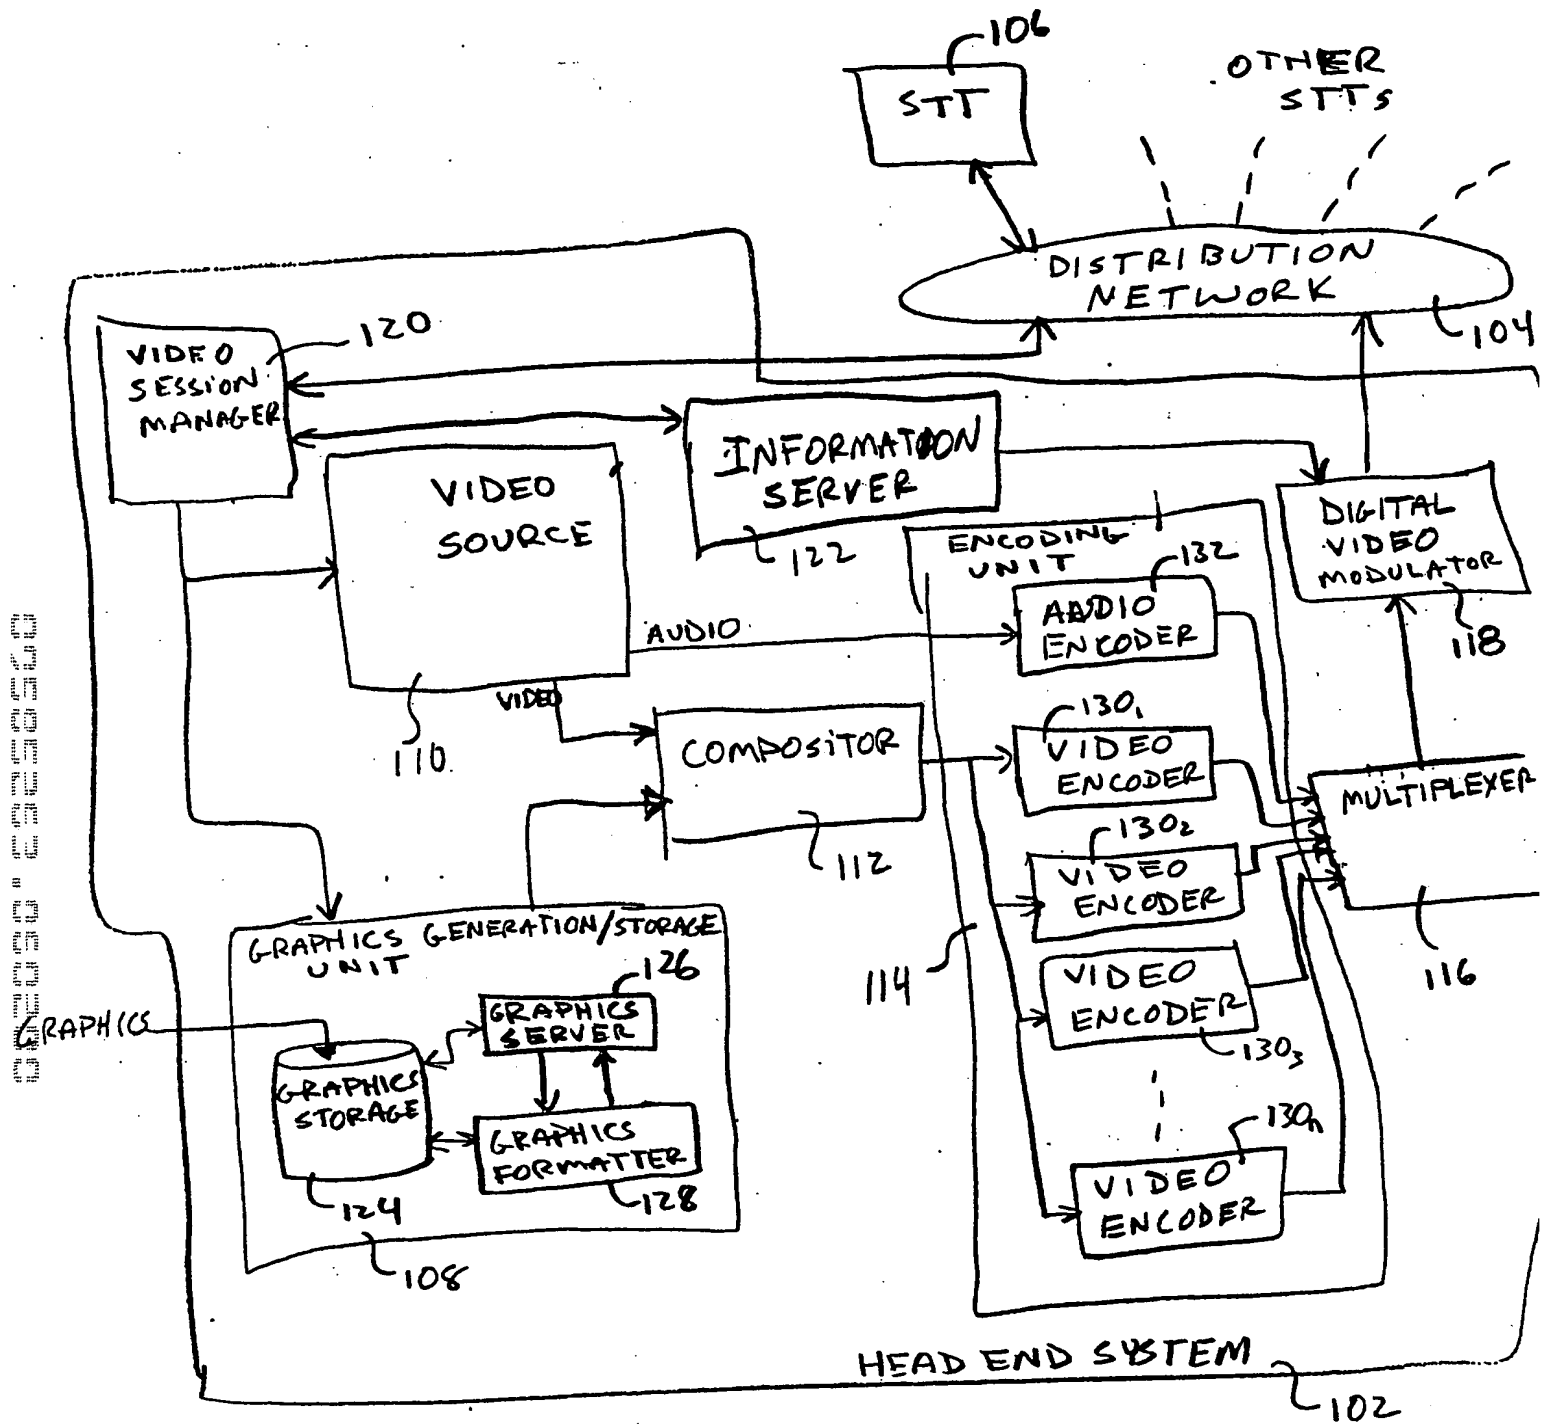 106
STT
OTHER
STTs
DISTRIBUTION
NETWORK
104
120
VIDEO
SESSION
MANAGER
INFORMATION
SERVER
122
VIDEO
SOURCE
110
AUDIO
VIDEO
ENCODING
UNIT
132
AUDIO
ENCODER
DIGITAL
VIDEO
MODULATOR
118
COMPOSITOR
112
130₁
VIDEO
ENCODER
130₂
VIDEO
ENCODER
MULTIPLEXER
116
114
VIDEO
ENCODER
130₃
130n
VIDEO
ENCODER
GRAPHICS GENERATION/STORAGE
UNIT
126
GRAPHICS
SERVER
GRAPHICS
GRAPHICS
STORAGE
124
GRAPHICS
FORMATTER
128
108
HEAD END SYSTEM
102